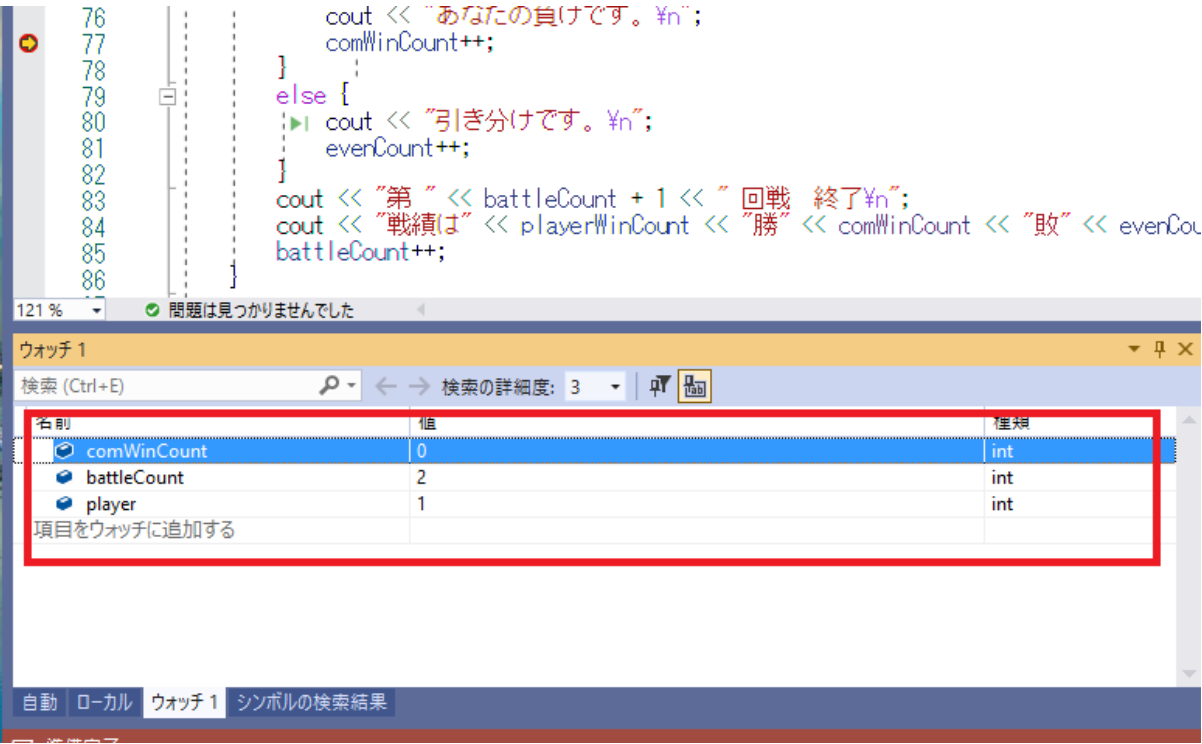 76 cout << "あなたの負けです。¥n";
77 comWinCount++;
78 }
79 else {
80 cout << "引き分けです。¥n";
81 evenCount++;
82 }
83 cout << "第 " << battleCount + 1 << " 回戦 終了¥n";
84 cout << "戦績は" << playerWinCount << "勝" << comWinCount << "敗" << evenCou
85 battleCount++;
86 }
121 % 問題は見つかりませんでした
ウォッチ 1
検索 (Ctrl+E) 検索の詳細度: 3
名前 値 種類
comWinCount 0 int
battleCount 2 int
player 1 int
項目をウォッチに追加する
自動 ローカル ウォッチ 1 シンボルの検索結果
準備完了